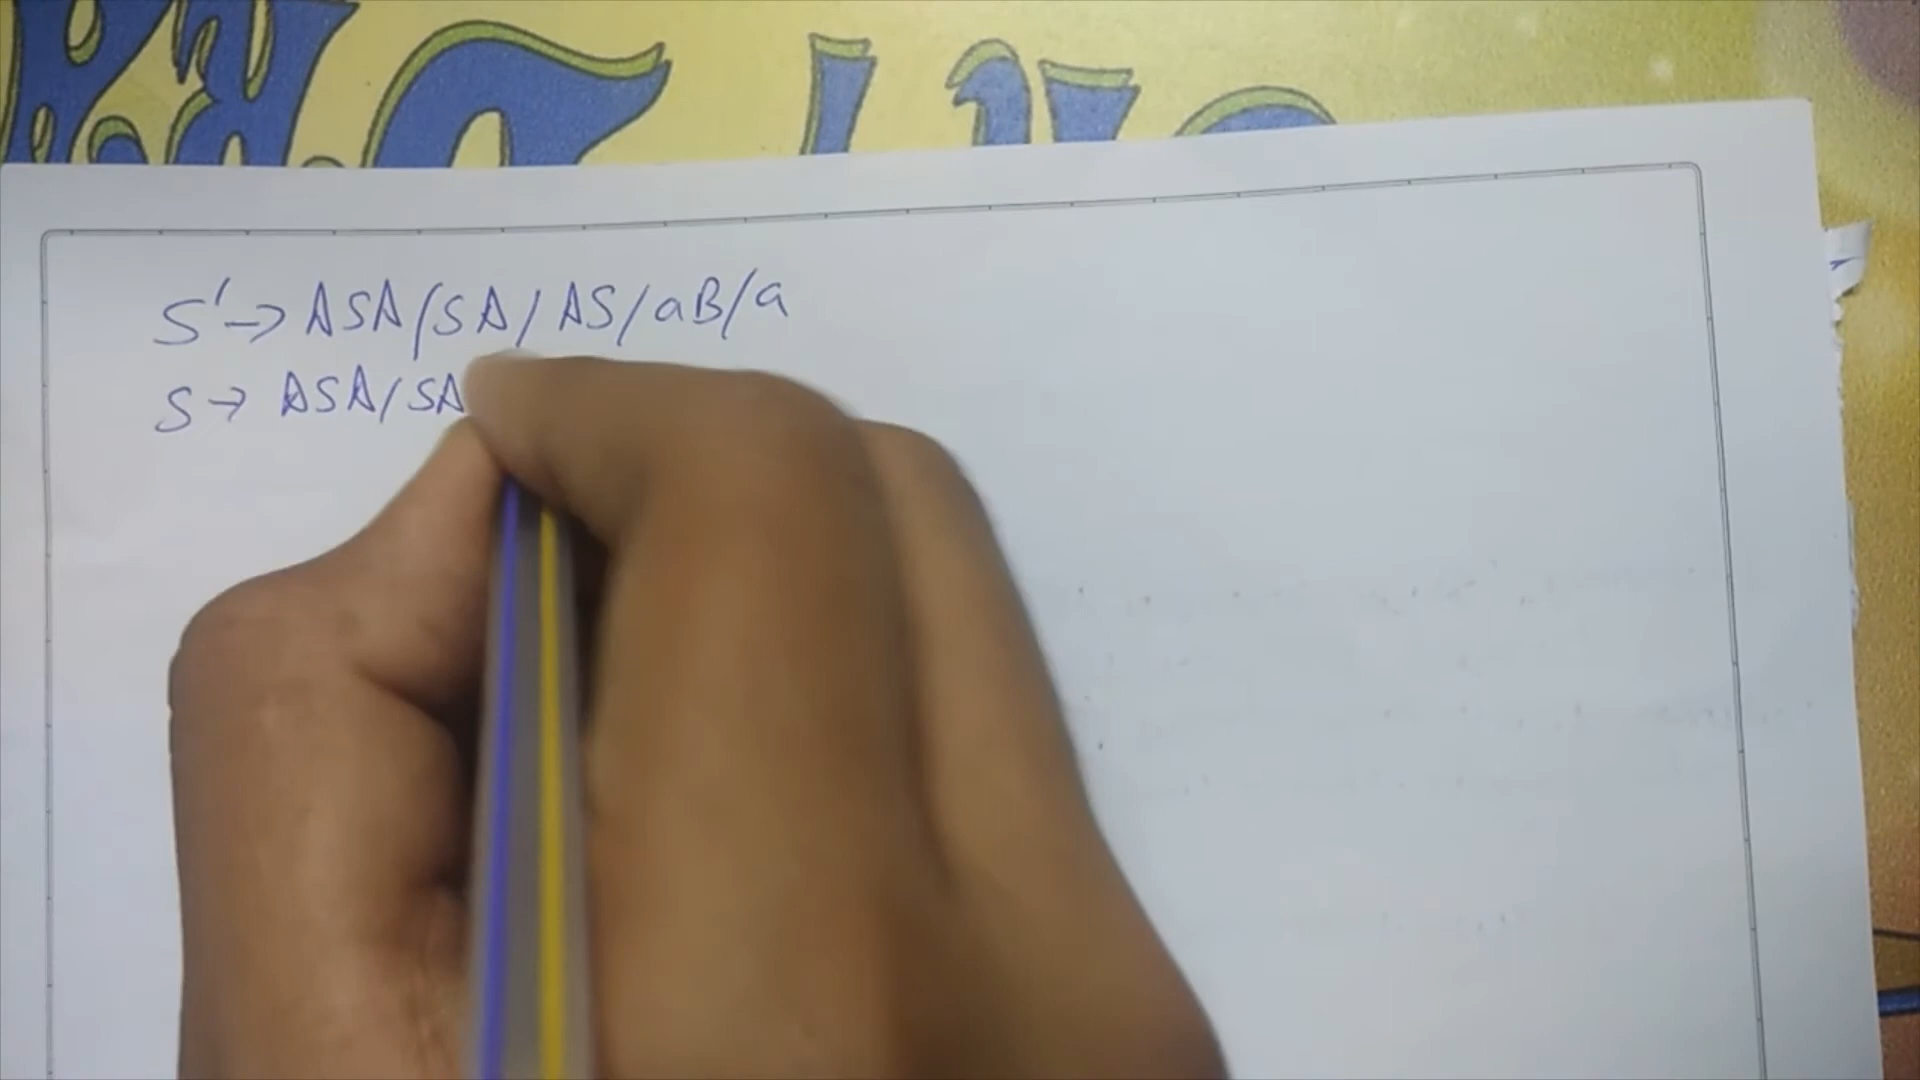 S' → ASA/SA/AS/aB/a
S → ASA/SA